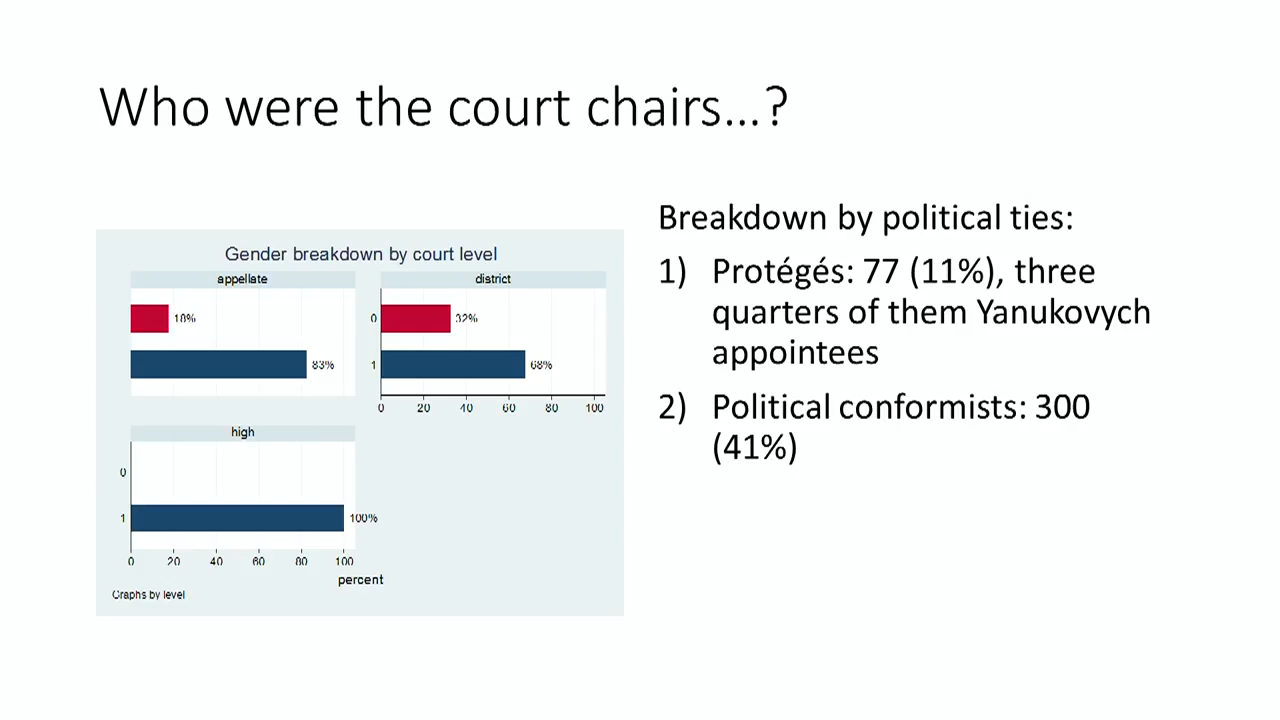 Who were the court chairs...?
Gender breakdown by court level
appellate
18%
83%
district
0
32%
1
68%
0 20 40 60 80 100
high
0
1
100%
0 20 40 60 80 100
percent
Graphs by level
Breakdown by political ties:
1) Protégés: 77 (11%), three
quarters of them Yanukovych
appointees
2) Political conformists: 300
(41%)